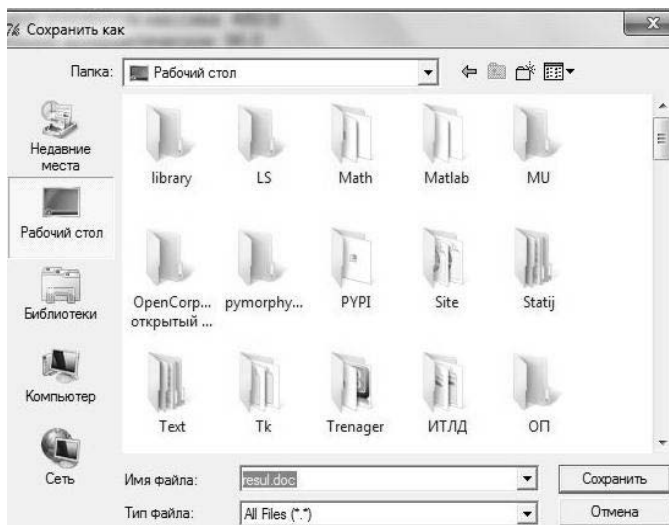 Сохранить как
Папка: Рабочий стол
Недавние
места
Рабочий стол
Библиотеки
Компьютер
Сеть
library LS Math Matlab MU
OpenCorp... pymorphy... PYPI Site Statij
открытый ...
Text Tk Trenager ИТЛД ОП
Имя файла: resul.doc Сохранить
Тип файла: All Files (*.*) Отмена